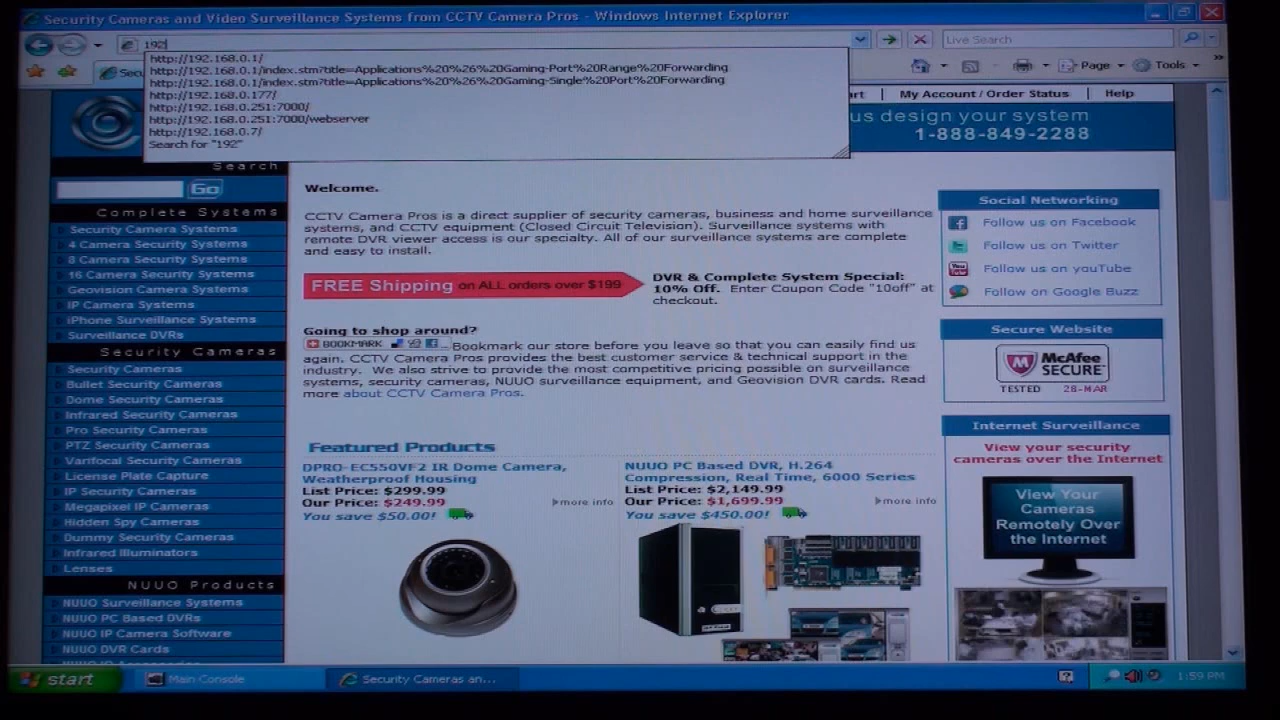 Security Cameras and Video Surveillance Systems from CCTV Camera Pros - Windows Internet Explorer
192
Live Search
http://192.168.0.1/
http://192.168.0.1/index.stm?title=Applications%20%26%20Gaming-Port%20Range%20Forwarding
http://192.168.0.1/index.stm?title=Applications%20%26%20Gaming-Single%20Port%20Forwarding
http://192.168.0.177/
http://192.168.0.251:7000/
http://192.168.0.251:7000/webserver
http://192.168.0.7/
Search for "192"
Secu
Page
Tools
art | My Account / Order Status | Help
us design your system
1-888-849-2288
Search
Go
Complete Systems
Security Camera Systems
4 Camera Security Systems
8 Camera Security Systems
16 Camera Security Systems
Geovision Camera Systems
IP Camera Systems
iPhone Surveillance Systems
Surveillance DVRs
Security Cameras
Security Cameras
Bullet Security Cameras
Dome Security Cameras
Infrared Security Cameras
Pro Security Cameras
PTZ Security Cameras
Varifocal Security Cameras
License Plate Capture
IP Security Cameras
Megapixel IP Cameras
Hidden Spy Cameras
Dummy Security Cameras
Infrared Illuminators
Lenses
NUUO Products
NUUO Surveillance Systems
NUUO PC Based DVRs
NUUO IP Camera Software
NUUO DVR Cards
Welcome.
CCTV Camera Pros is a direct supplier of security cameras, business and home surveillance
systems, and CCTV equipment (Closed Circuit Television). Surveillance systems with
remote DVR viewer access is our specialty. All of our surveillance systems are complete
and easy to install.
FREE Shipping on ALL orders over $199
DVR & Complete System Special:
10% Off. Enter Coupon Code "10off" at
checkout.
Going to shop around?
BOOKMARK Bookmark our store before you leave so that you can easily find us
again. CCTV Camera Pros provides the best customer service & technical support in the
industry. We also strive to provide the most competitive pricing possible on surveillance
systems, security cameras, NUUO surveillance equipment, and Geovision DVR cards. Read
more about CCTV Camera Pros.
Featured Products
DPRO-EC550VF2 IR Dome Camera,
Weatherproof Housing
List Price: $299.99
Our Price: $249.99
more info
You save $50.00!
NUUO PC Based DVR, H.264
Compression, Real Time, 6000 Series
List Price: $2,149.99
Our Price: $1,699.99
more info
You save $450.00!
Social Networking
Follow us on Facebook
Follow us on Twitter
You Tube
Follow us on youTube
Follow on Google Buzz
Secure Website
McAfee
SECURE
TESTED 28-MAR
Internet Surveillance
View your security
cameras over the Internet
View Your
Cameras
Remotely Over
the Internet
start
Main Console
Security Cameras an...
1:59 PM